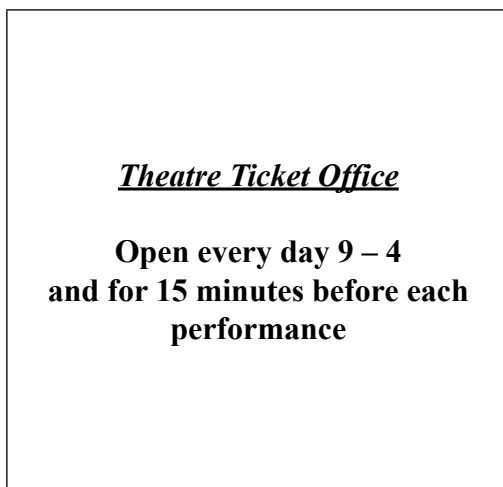 Theatre Ticket Office
Open every day 9 – 4
and for 15 minutes before each
performance